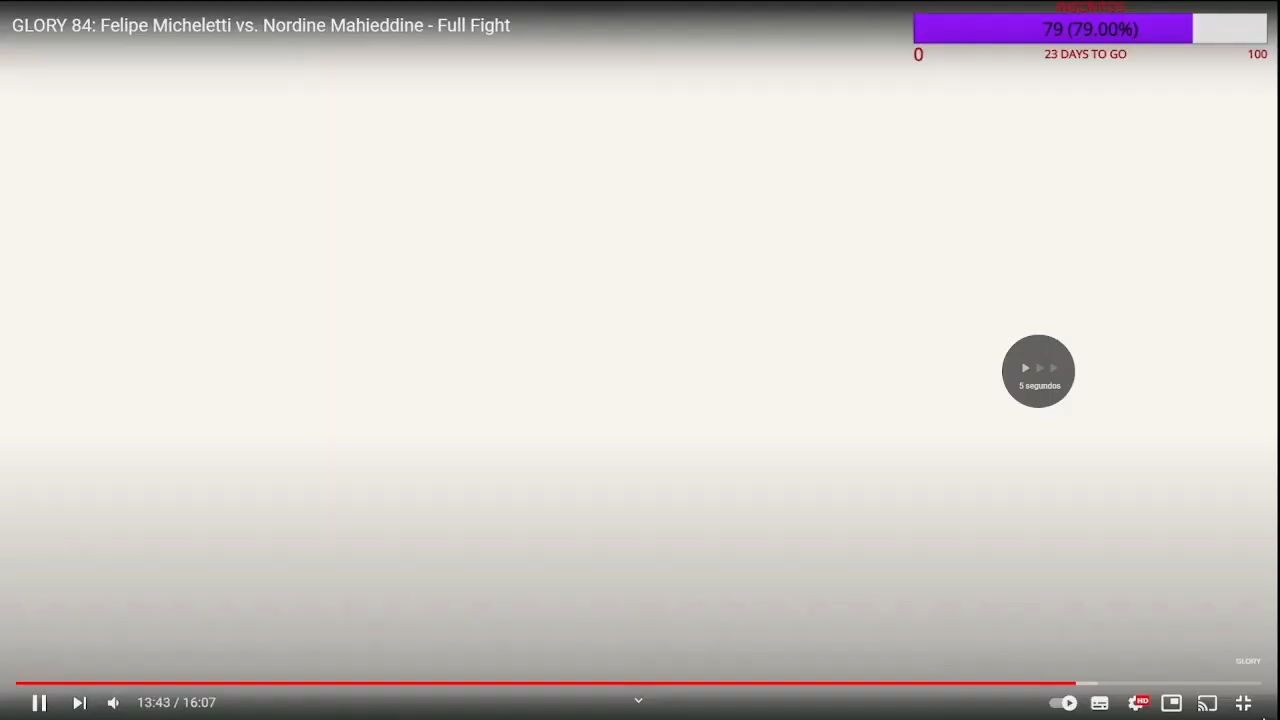 GLORY 84: Felipe Micheletti vs. Nordine Mahieddine - Full Fight
79 (79.00%)
0
23 DAYS TO GO
100
5 segundos
GLORY
13:43 / 16:07
HD